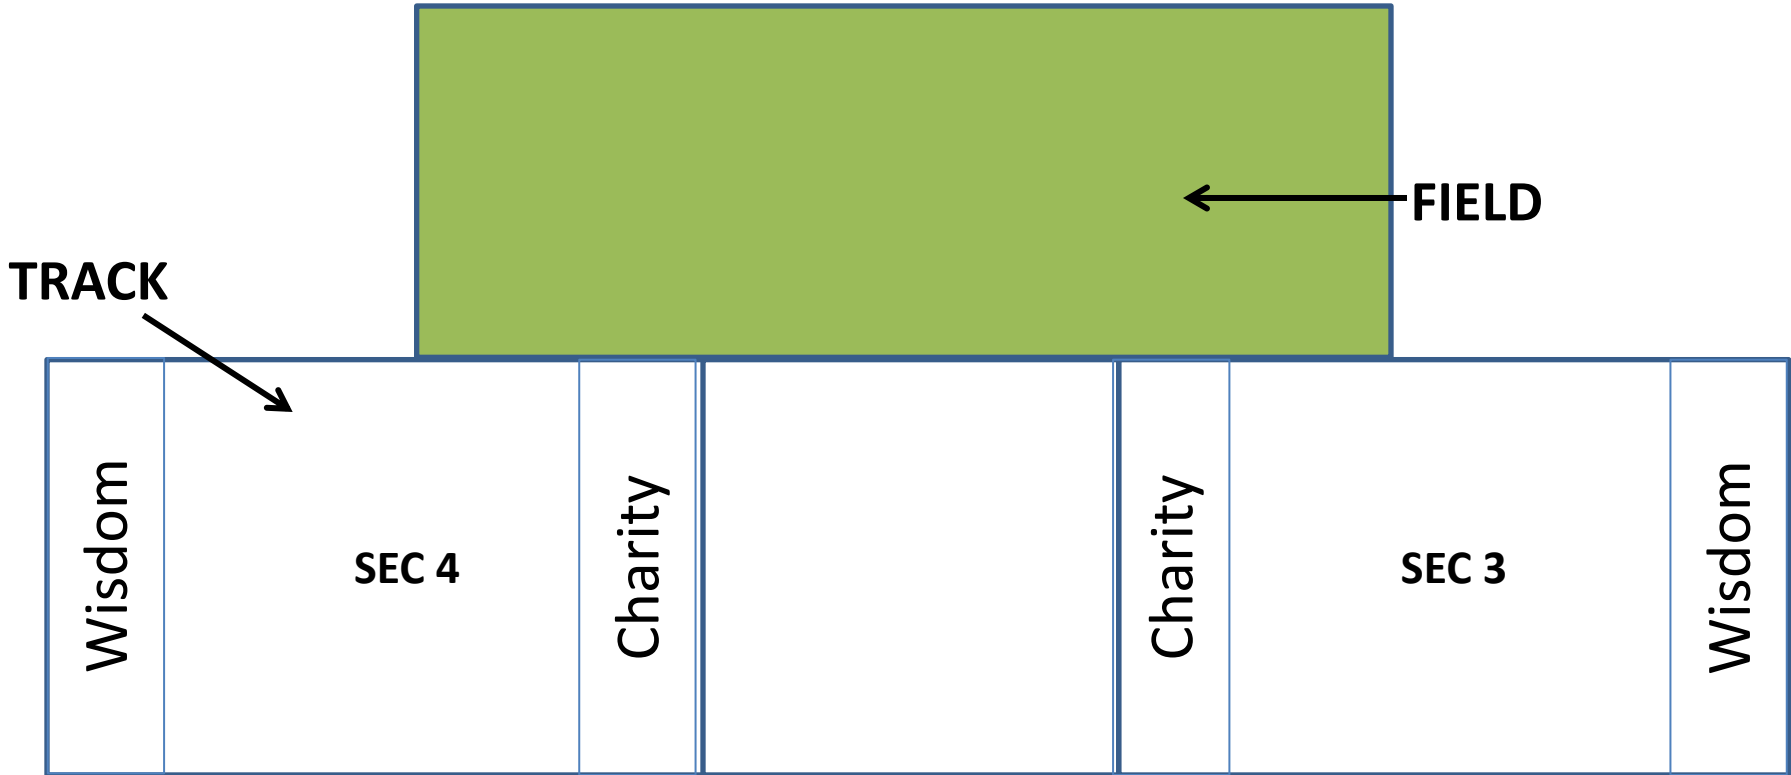 FIELD
TRACK
Wisdom
SEC 4
Charity
Charity
SEC 3
Wisdom